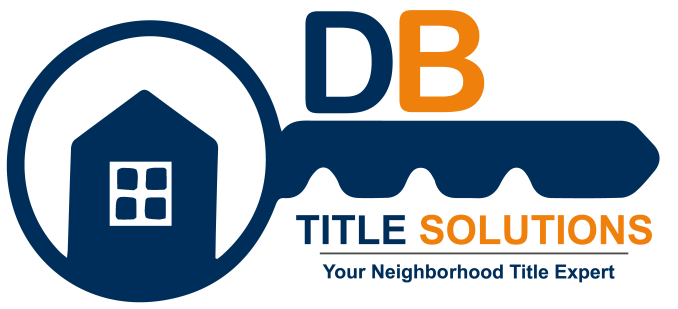 DB
TITLE SOLUTIONS
Your Neighborhood Title Expert